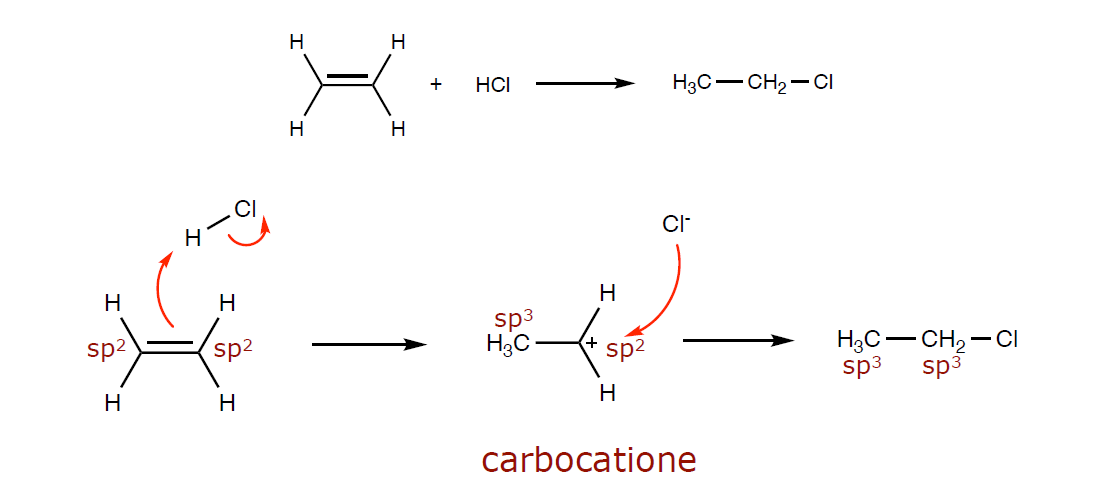 H H
+ HCl H₃C CH₂ Cl
H H
Cl
H
Cl⁻
H H
H
sp³
sp² sp²
H₃C + sp²
H₃C CH₂ Cl
sp³ sp³
H H
H
carbocatione